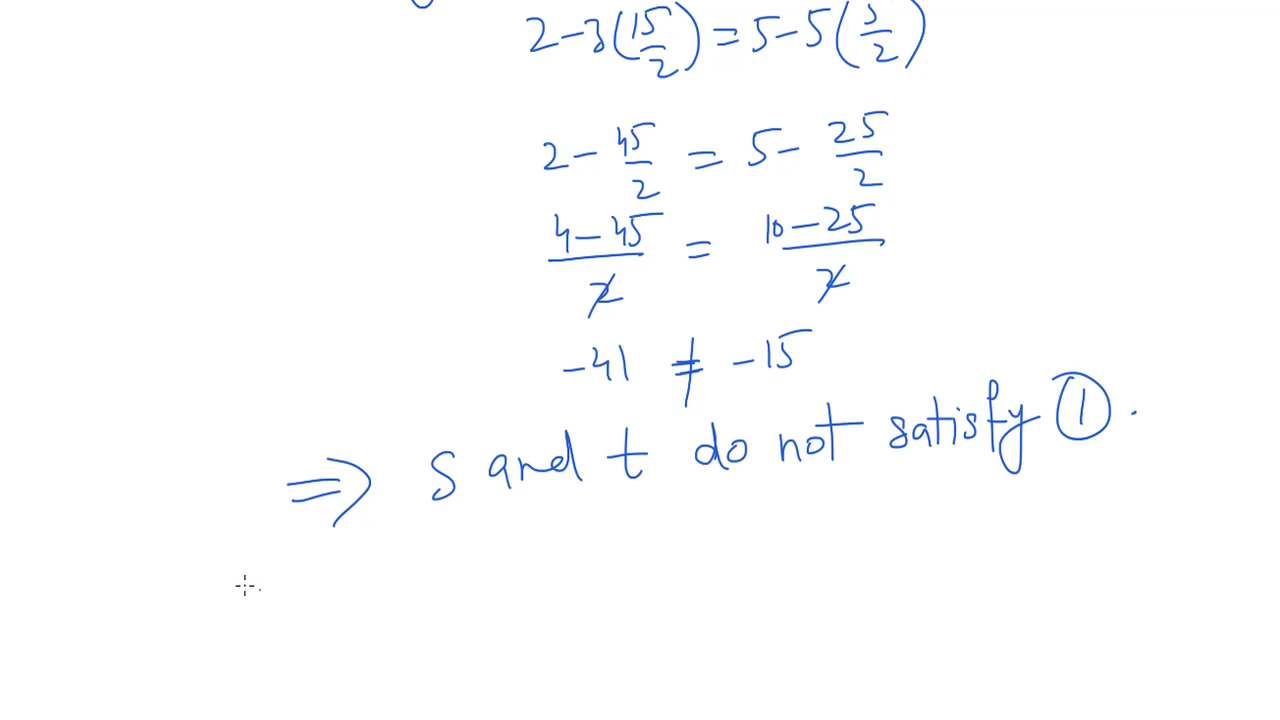 2-3(15/2) = 5-5(5/2)
2 - 45/2 = 5 - 25/2
4-45/2 = 10-25/2
-41 ≠ -15
⇒ s and t do not satisfy ①.